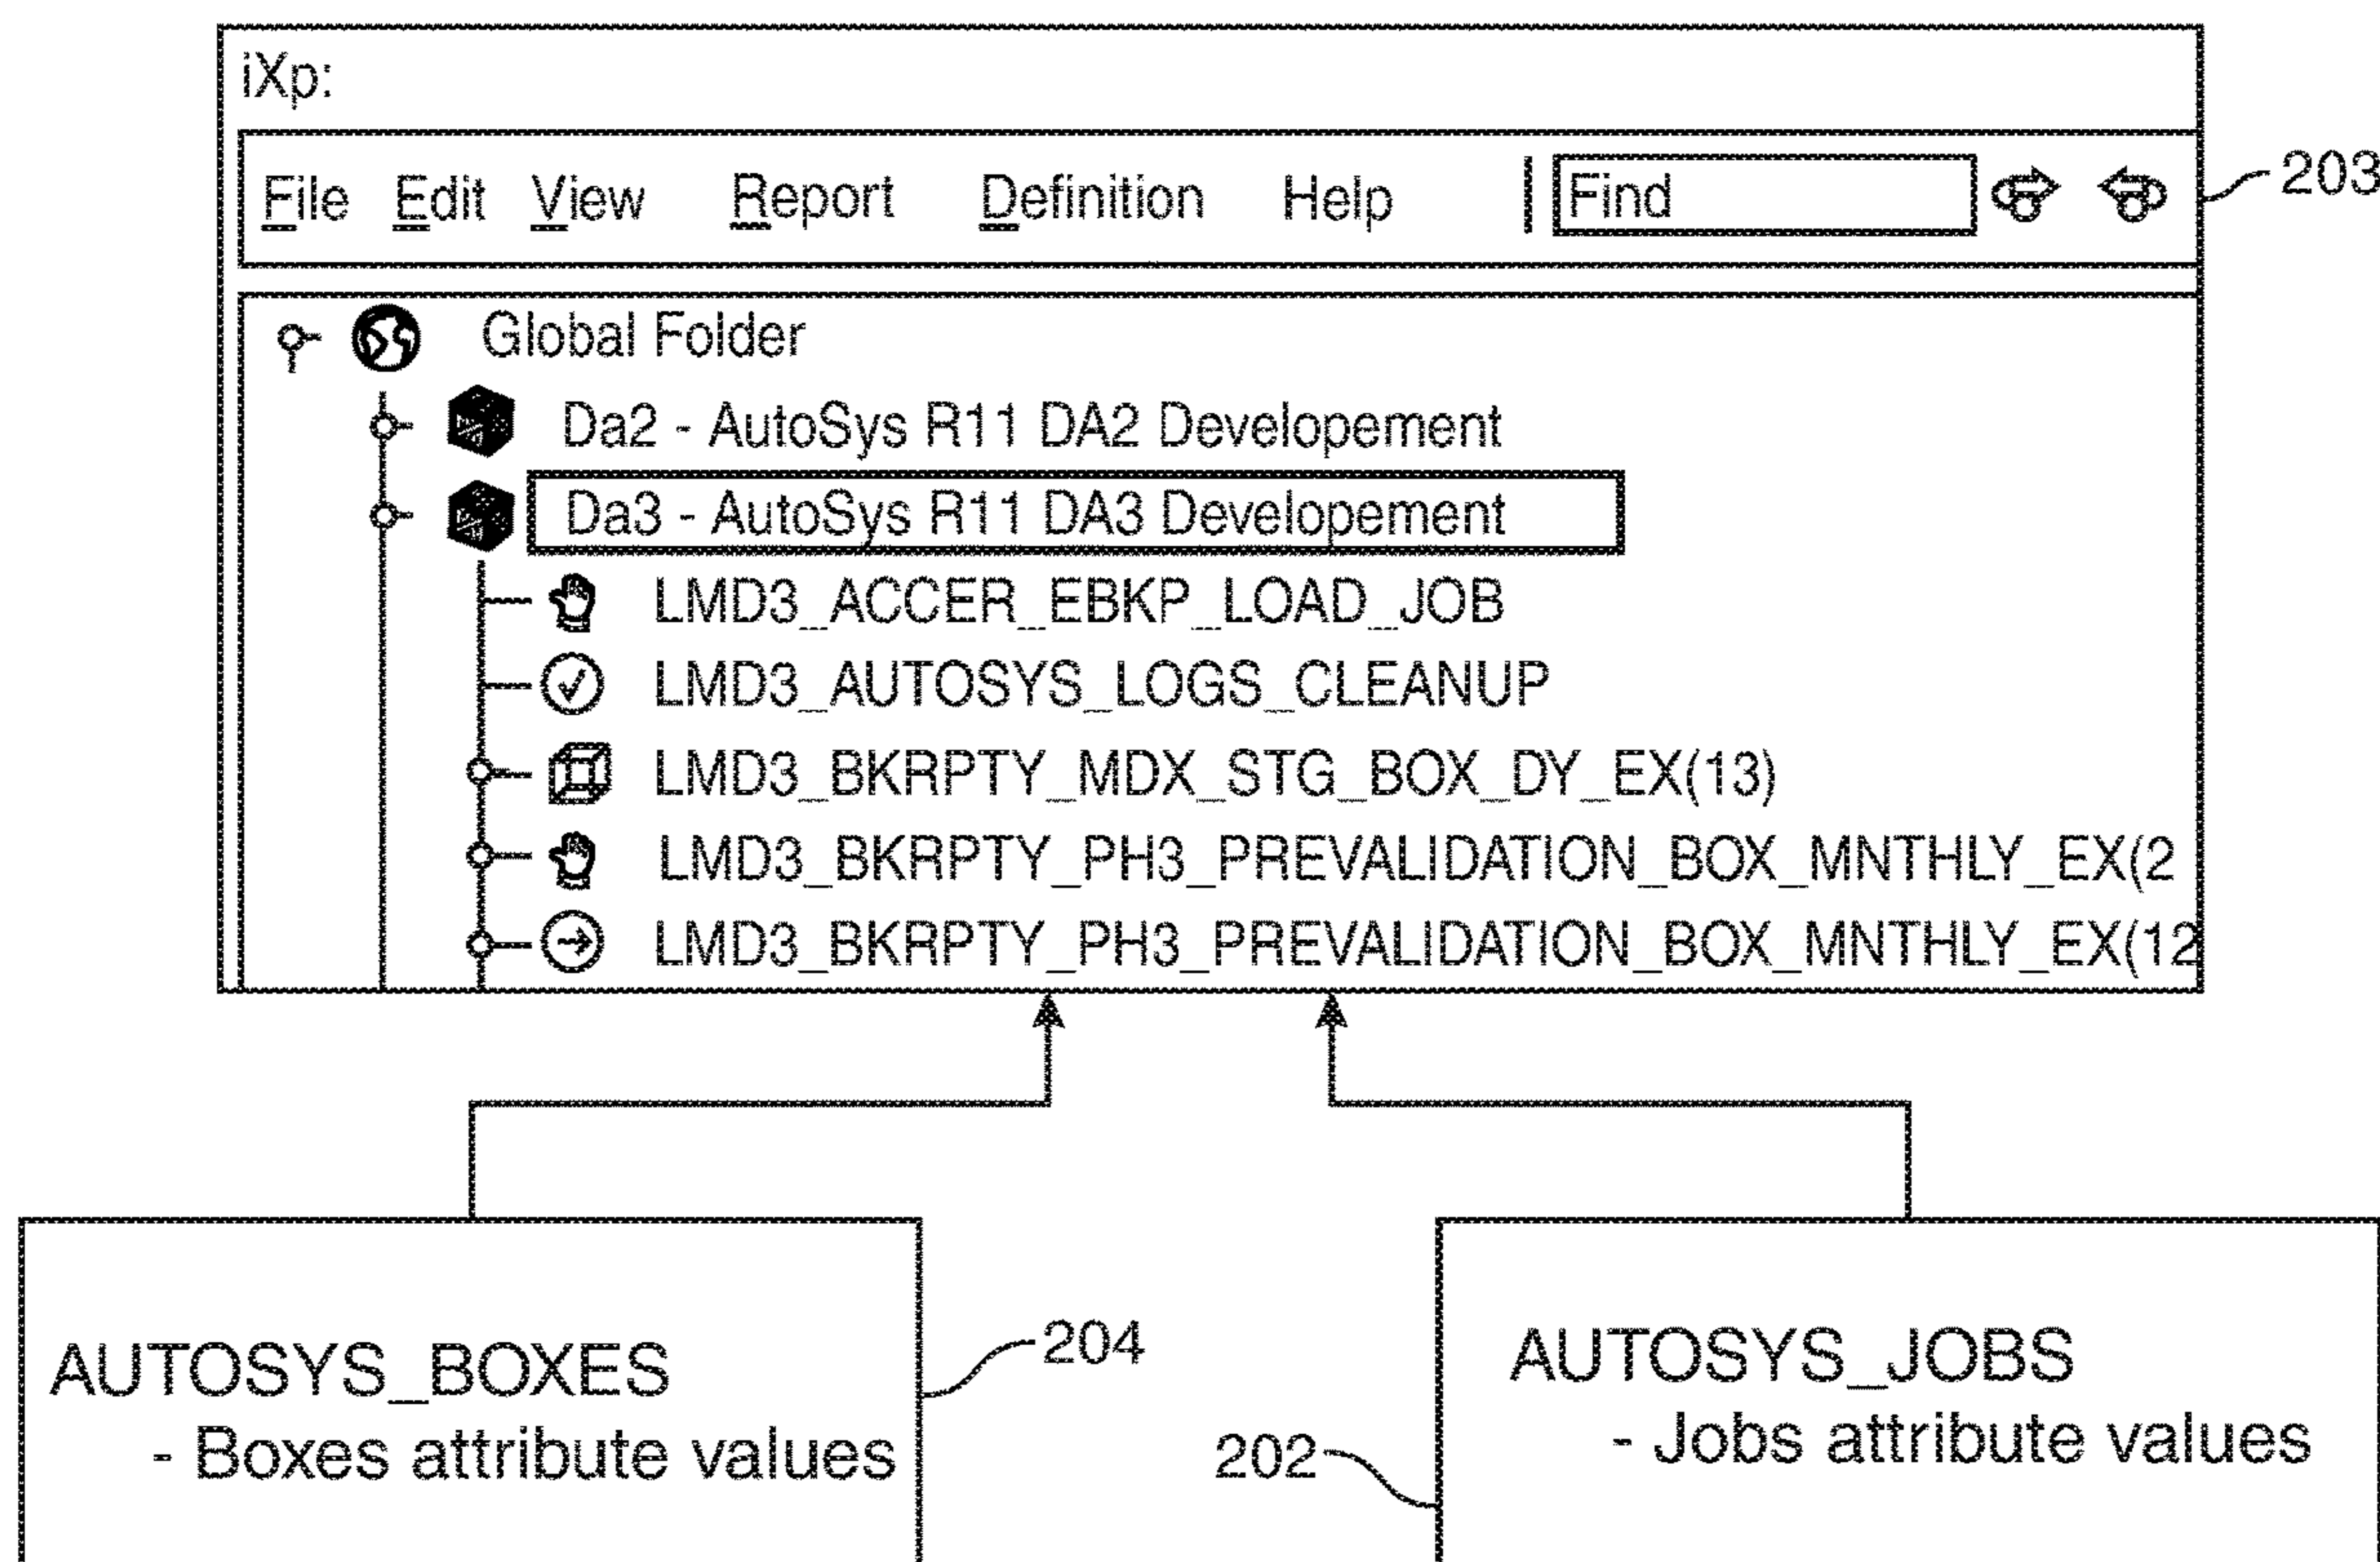 iXp:
File Edit View Report Definition Help Find
203
Global Folder
Da2 - AutoSys R11 DA2 Developement
Da3 - AutoSys R11 DA3 Developement
LMD3_ACCER_EBKP_LOAD_JOB
LMD3_AUTOSYS_LOGS_CLEANUP
LMD3_BKRPTY_MDX_STG_BOX_DY_EX(13)
LMD3_BKRPTY_PH3_PREVALIDATION_BOX_MNTHLY_EX(2
LMD3_BKRPTY_PH3_PREVALIDATION_BOX_MNTHLY_EX(12
AUTOSYS_BOXES
- Boxes attribute values
204
AUTOSYS_JOBS
- Jobs attribute values
202